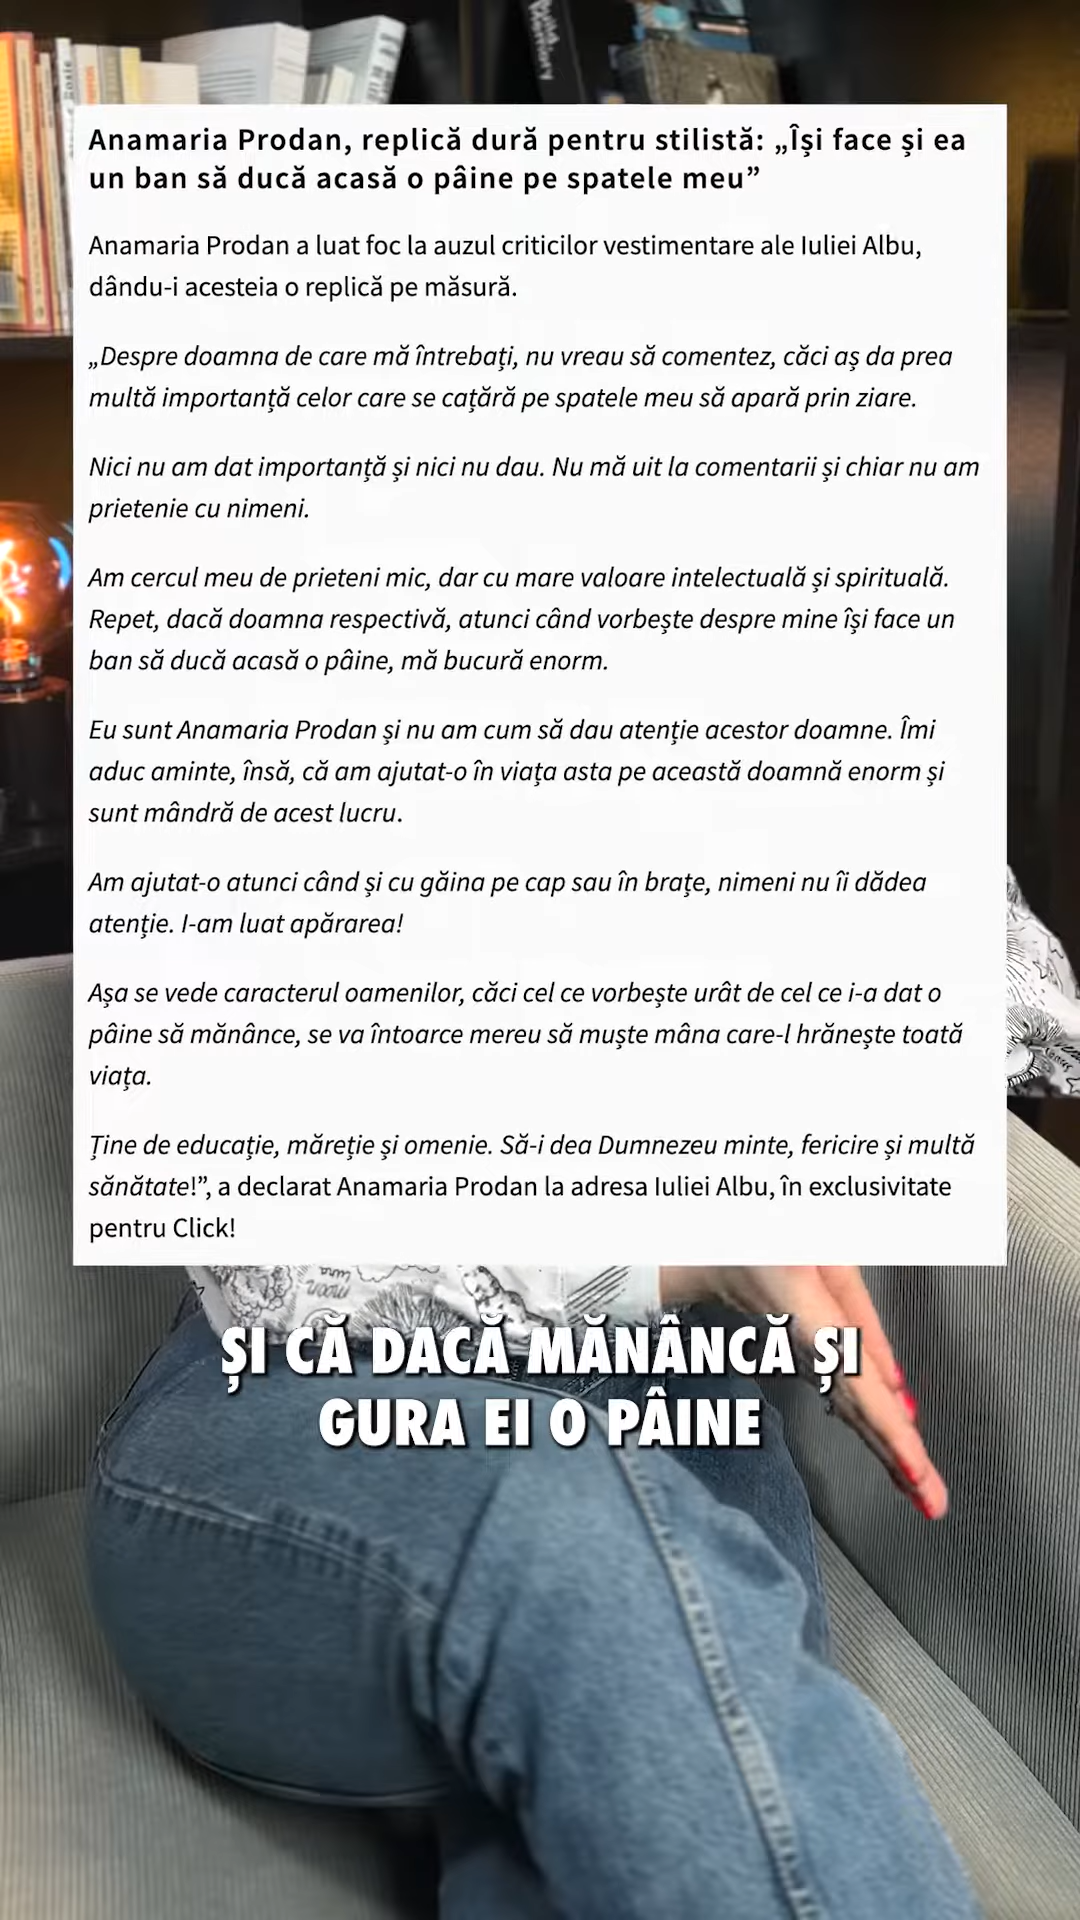 Anamaria Prodan, replică dură pentru stilistă: „Își face și ea
un ban să ducă acasă o pâine pe spatele meu”
Anamaria Prodan a luat foc la auzul criticilor vestimentare ale Iuliei Albu,
dându-i acesteia o replică pe măsură.
„Despre doamna de care mă întrebați, nu vreau să comentez, căci aș da prea
multă importanță celor care se cațără pe spatele meu să apară prin ziare.
Nici nu am dat importanță și nici nu dau. Nu mă uit la comentarii și chiar nu am
prietenie cu nimeni.
Am cercul meu de prieteni mic, dar cu mare valoare intelectuală și spirituală.
Repet, dacă doamna respectivă, atunci când vorbește despre mine își face un
ban să ducă acasă o pâine, mă bucură enorm.
Eu sunt Anamaria Prodan și nu am cum să dau atenție acestor doamne. Îmi
aduc aminte, însă, că am ajutat-o în viața asta pe această doamnă enorm și
sunt mândră de acest lucru.
Am ajutat-o atunci când și cu găina pe cap sau în brațe, nimeni nu îi dădea
atenție. I-am luat apărarea!
Așa se vede caracterul oamenilor, căci cel ce vorbește urât de cel ce i-a dat o
pâine să mănânce, se va întoarce mereu să muște mâna care-l hrănește toată
viața.
Ține de educație, măreție și omenie. Să-i dea Dumnezeu minte, fericire și multă
sănătate!”, a declarat Anamaria Prodan la adresa Iuliei Albu, în exclusivitate
pentru Click!
moon
luna
ȘI CĂ DACĂ MĂNÂNCĂ ȘI
GURA EI O PÂINE